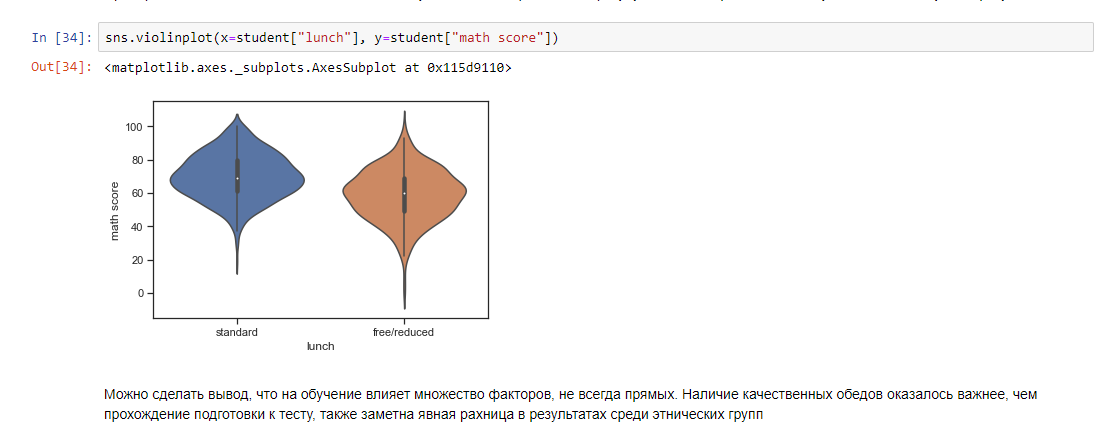 In [34]: sns.violinplot(x=student["lunch"], y=student["math score"])
Out[34]: <matplotlib.axes._subplots.AxesSubplot at 0x115d9110>
100
80
60
40
20
0
math score
standard free/reduced
lunch
Можно сделать вывод, что на обучение влияет множество факторов, не всегда прямых. Наличие качественных обедов оказалось важнее, чем
прохождение подготовки к тесту, также заметна явная рахница в результатах среди этнических групп